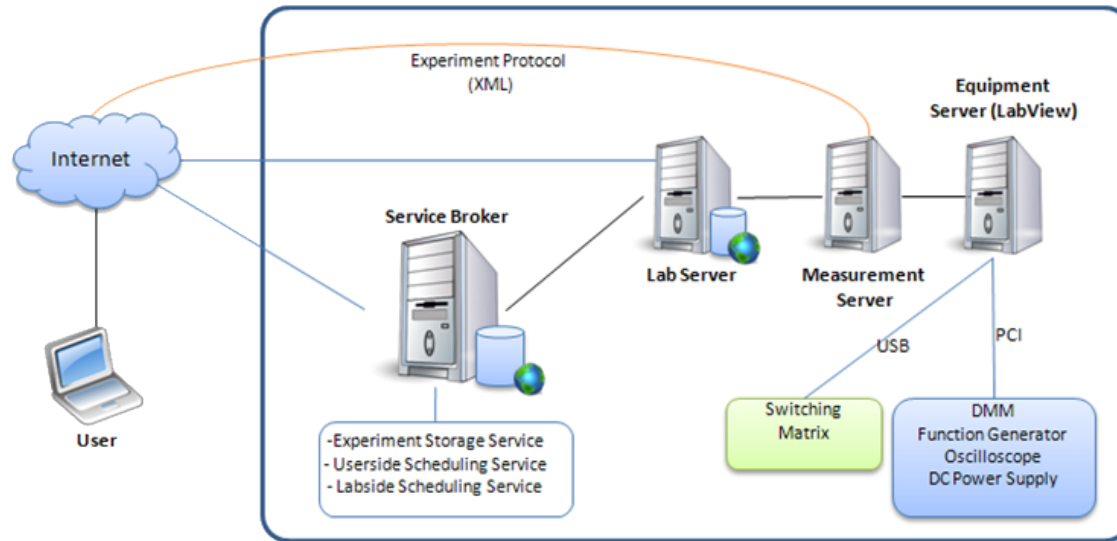 Experiment Protocol
(XML)
Equipment
Server (LabView)
Internet
Service Broker
Lab Server
Measurement
Server
USB
PCI
User
-Experiment Storage Service
- Userside Scheduling Service
- Labside Scheduling Service
Switching
Matrix
DMM
Function Generator
Oscilloscope
DC Power Supply